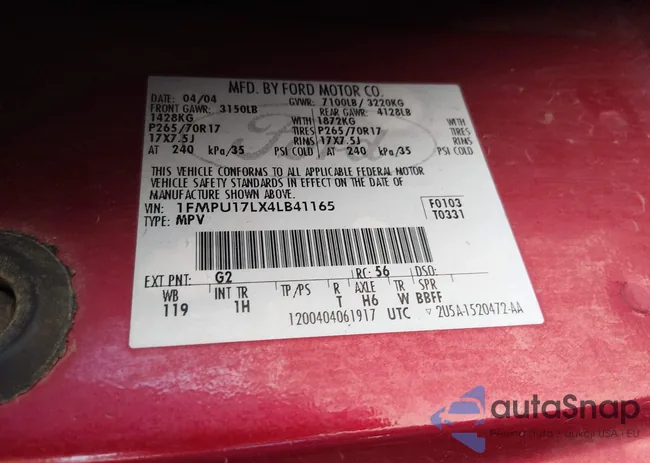 MFD. BY FORD MOTOR CO.
DATE: 04/04 GVWR: 7100LB/ 3220KG
FRONT GAWR: 3150LB REAR GAWR: 4128LB
1428KG WITH 1872KG WITH
P265/70R17 TIRES P265/70R17 TIRES
17X7.5J RIMS 17X7.5J RIMS
AT 240 kPa/35 PSI COLD AT 240 kPa/35 PSI COLD
Ford
THIS VEHICLE CONFORMS TO ALL APPLICABLE FEDERAL MOTOR
VEHICLE SAFETY STANDARDS IN EFFECT ON THE DATE OF
MANUFACTURE SHOWN ABOVE.
VIN: 1FMPU17LX4LB41165 F0103
TYPE: MPV T0331
EXT PNT: G2 RC: 56 DSO:
WB INT TR TP/PS R AXLE TR SPR
119 1H T H6 W BBFF
1200404061917 UTC ▽ 2U5A-1520472-AA
autaSnap